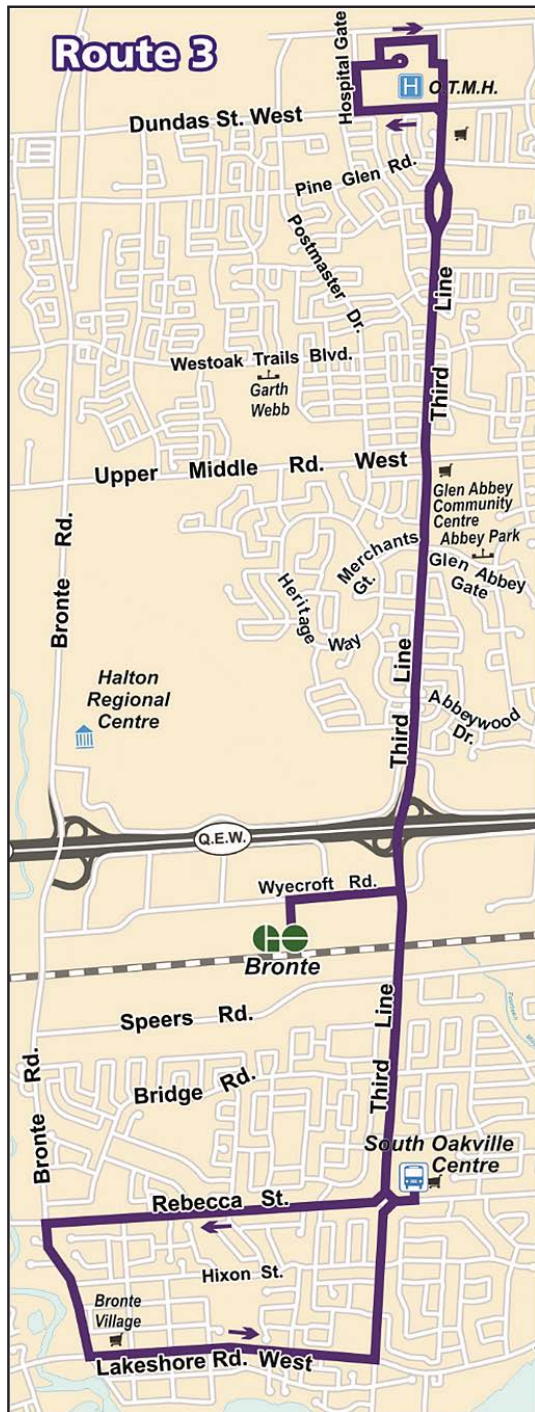 Route 3
Hospital Gate
H
O.T.M.H.
Dundas St. West
Pine Glen Rd.
Postmaster Dr.
Third Line
Westoak Trails Blvd.
Garth
Webb
Upper Middle Rd. West
Glen Abbey
Community
Centre
Abbey Park
Merchants
Gt.
Glen Abbey
Gate
Bronte Rd.
Heritage Way
Third Line
Halton
Regional
Centre
Abbeywood
Dr.
Q.E.W.
Wyecroft Rd.
GO
Bronte
Speers Rd.
Third Line
Bronte Rd.
Bridge Rd.
South Oakville
Centre
Rebecca St.
Hixon St.
Bronte
Village
Lakeshore Rd. West